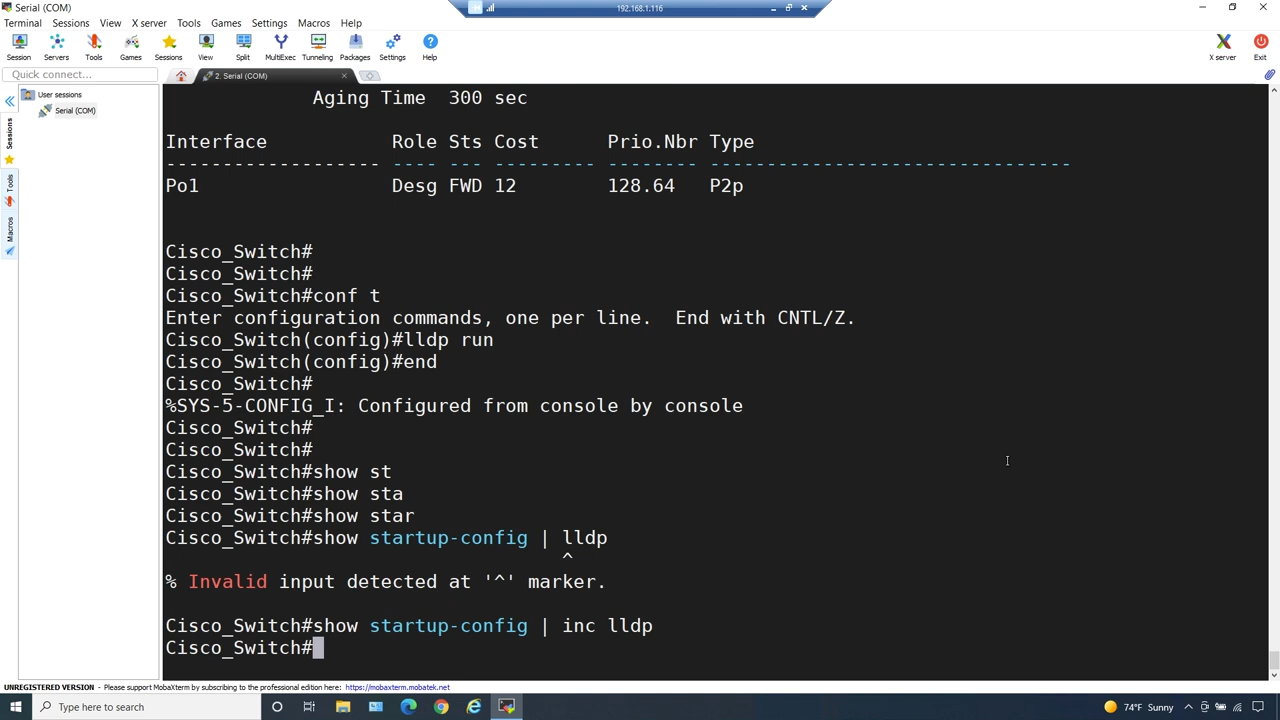 Serial (COM)
192.168.1.116
Terminal Sessions View X server Tools Games Settings Macros Help
Session Servers Tools Games Sessions View Split MultiExec Tunneling Packages Settings Help X server Exit
Quick connect...
2. Serial (COM)
User sessions
Serial (COM)
Sessions
Tools
Macros
Aging Time 300 sec
Interface Role Sts Cost Prio.Nbr Type
------------------- ---- --- --------- -------- --------------------------------
Po1 Desg FWD 12 128.64 P2p
Cisco_Switch#
Cisco_Switch#
Cisco_Switch#conf t
Enter configuration commands, one per line. End with CNTL/Z.
Cisco_Switch(config)#lldp run
Cisco_Switch(config)#end
Cisco_Switch#
%SYS-5-CONFIG_I: Configured from console by console
Cisco_Switch#
Cisco_Switch#
Cisco_Switch#show st
Cisco_Switch#show sta
Cisco_Switch#show star
Cisco_Switch#show startup-config | lldp
^
% Invalid input detected at '^' marker.
Cisco_Switch#show startup-config | inc lldp
Cisco_Switch#
UNREGISTERED VERSION - Please support MobaXterm by subscribing to the professional edition here: https://mobaxterm.mobatek.net
Type here to search
74°F Sunny